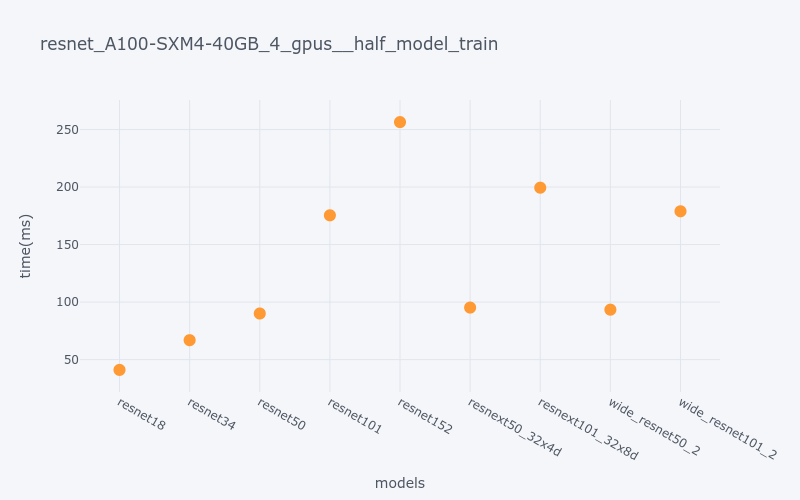 resnet_A100-SXM4-40GB_4_gpus__half_model_train
250
200
150
100
50
time(ms)
resnet18
resnet34
resnet50
resnet101
resnet152
resnext50_32x4d
resnext101_32x8d
wide_resnet50_2
wide_resnet101_2
models